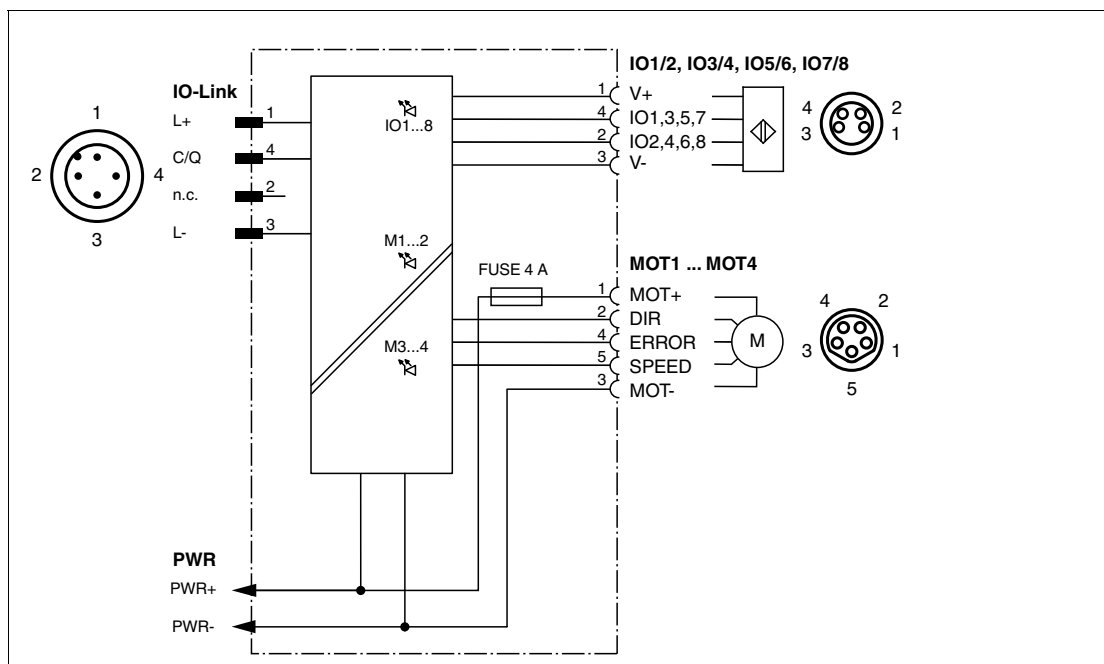 IO-Link
1
2
4
3
L+ 1
C/Q 4
n.c. 2
L- 3
IO1...8
M1...2
M3...4
FUSE 4 A
IO1/2, IO3/4, IO5/6, IO7/8
1 V+
4 IO1,3,5,7
2 IO2,4,6,8
3 V-
4 2
3 1
MOT1 ... MOT4
1 MOT+
2 DIR
4 ERROR
5 SPEED
3 MOT-
M
4 2
3 1
5
PWR
PWR+
PWR-